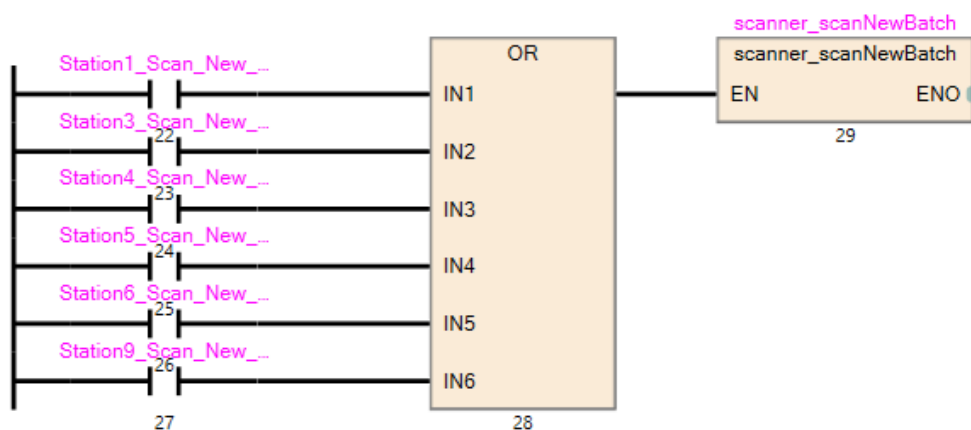 scanner_scanNewBatch
Station1_Scan_New_...
OR
scanner_scanNewBatch
IN1
EN
ENO
Station3_Scan_New_...
22
29
IN2
Station4_Scan_New_...
23
IN3
Station5_Scan_New_...
24
IN4
Station6_Scan_New_...
25
IN5
Station9_Scan_New_...
26
IN6
27
28